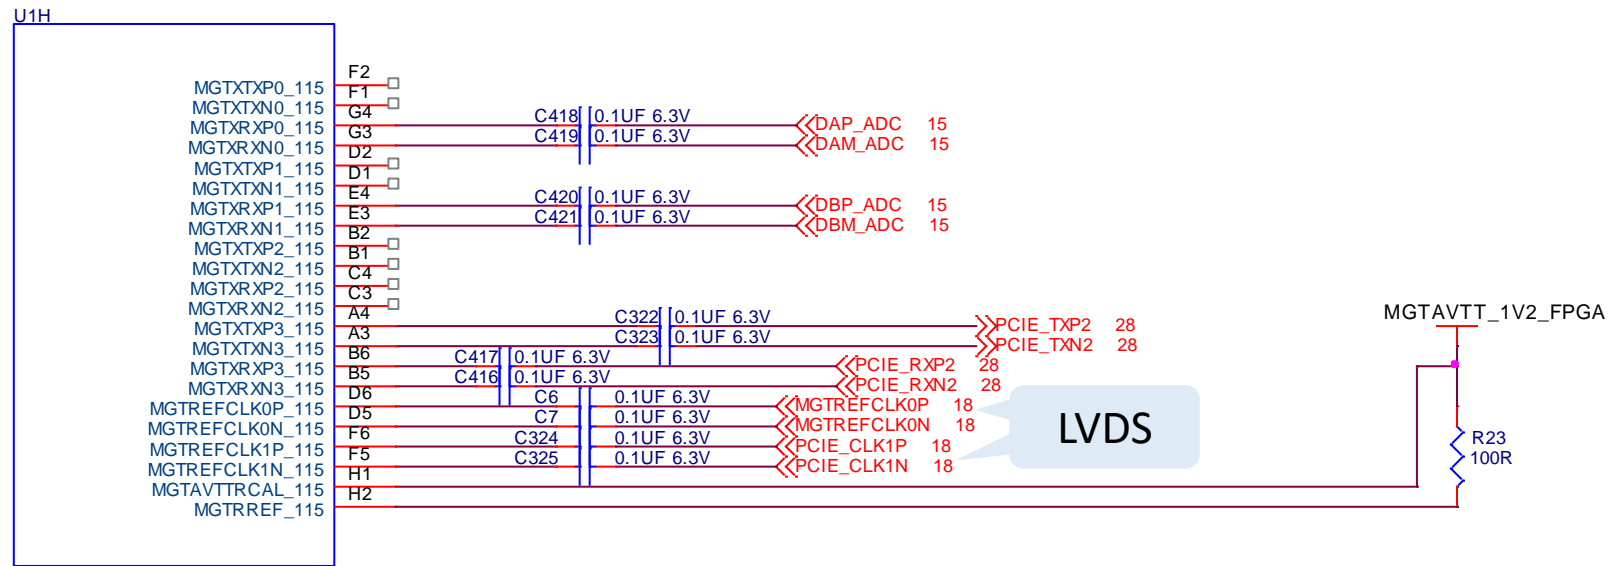 U1H
MGTXTXP0_115 F2
MGTXTXN0_115 F1
MGTXRXP0_115 G4 C418 0.1UF 6.3V DAP_ADC 15
MGTXRXN0_115 G3 C419 0.1UF 6.3V DAM_ADC 15
MGTXTXP1_115 D2
MGTXTXN1_115 D1
MGTXRXP1_115 E4 C420 0.1UF 6.3V DBP_ADC 15
MGTXRXN1_115 E3 C421 0.1UF 6.3V DBM_ADC 15
MGTXTXP2_115 B2
MGTXTXN2_115 B1
MGTXRXP2_115 C4
MGTXRXN2_115 C3
MGTXTXP3_115 A4 C322 0.1UF 6.3V PCIE_TXP2 28
MGTXTXN3_115 A3 C323 0.1UF 6.3V PCIE_TXN2 28
MGTXRXP3_115 B6 C417 0.1UF 6.3V PCIE_RXP2 28
MGTXRXN3_115 B5 C416 0.1UF 6.3V PCIE_RXN2 28
MGTREFCLK0P_115 D6 C6 0.1UF 6.3V MGTREFCLK0P 18
MGTREFCLK0N_115 D5 C7 0.1UF 6.3V MGTREFCLK0N 18
MGTREFCLK1P_115 F6 C324 0.1UF 6.3V PCIE_CLK1P 18
MGTREFCLK1N_115 F5 C325 0.1UF 6.3V PCIE_CLK1N 18
MGTAVTTRCAL_115 H1
MGTRREF_115 H2
LVDS
MGTAVTT_1V2_FPGA
R23
100R